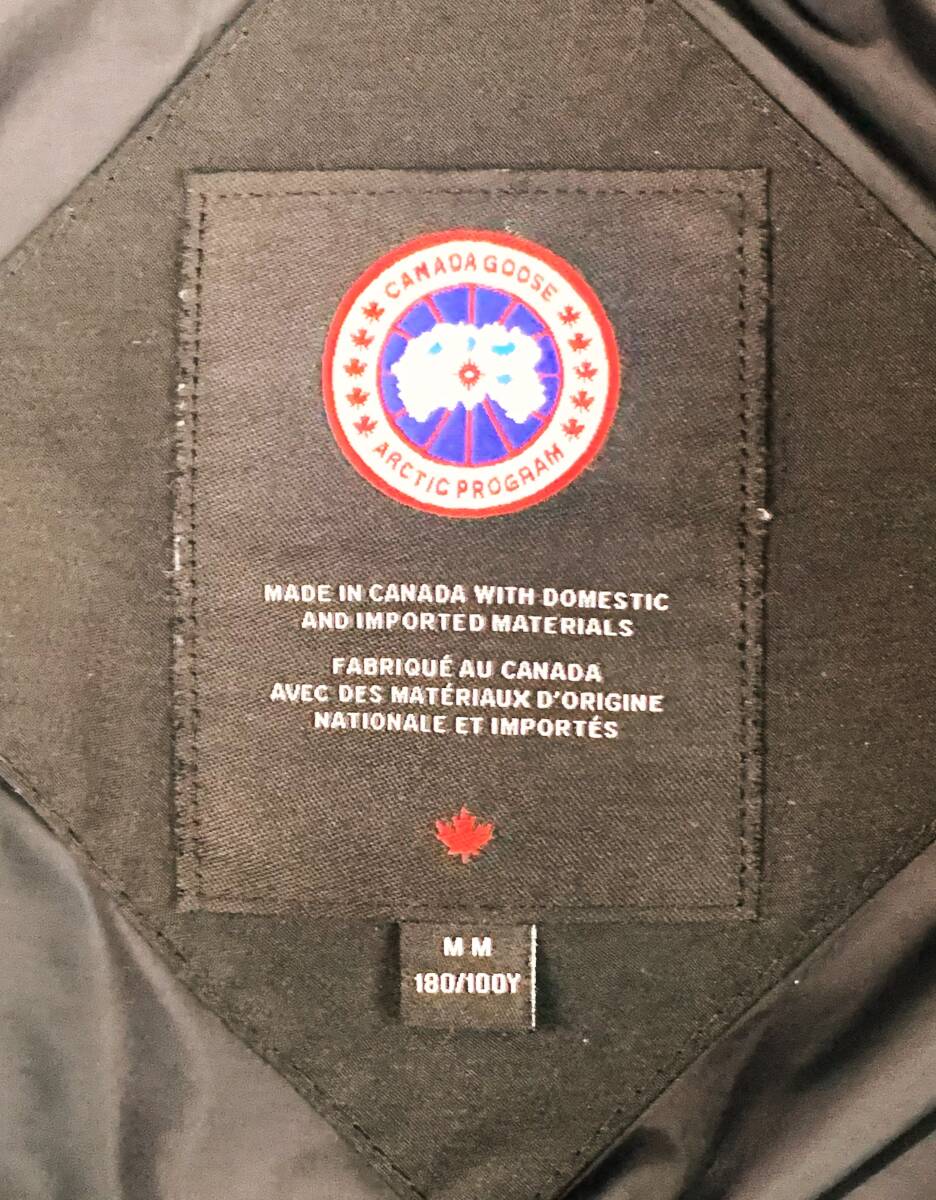 CANADA GOOSE
ARCTIC PROGRAM
MADE IN CANADA WITH DOMESTIC
AND IMPORTED MATERIALS
FABRIQUÉ AU CANADA
AVEC DES MATÉRIAUX D'ORIGINE
NATIONALE ET IMPORTÉS
M M
180/100Y